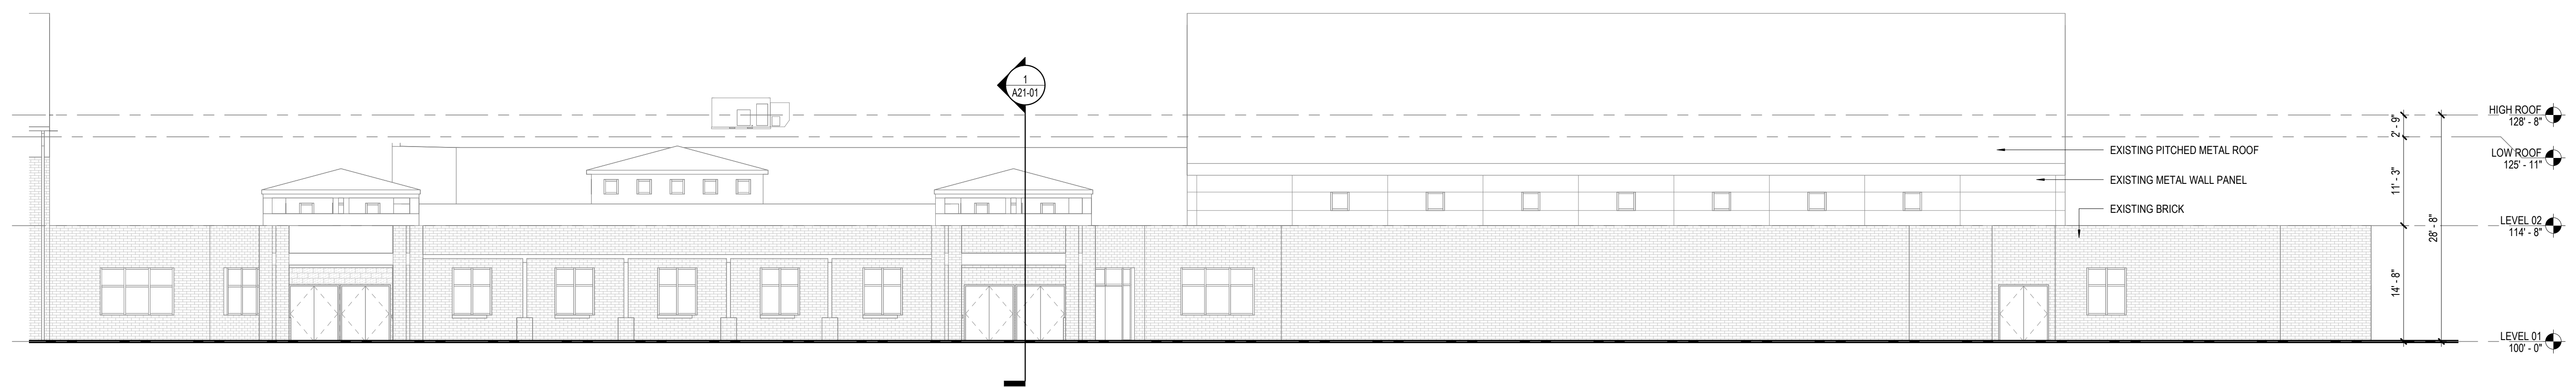 1
A21-01
HIGH ROOF
128' - 8"
2' - 9"
EXISTING PITCHED METAL ROOF
LOW ROOF
125' - 11"
EXISTING METAL WALL PANEL
11' - 3"
EXISTING BRICK
LEVEL 02
114' - 8"
28' - 8"
14' - 8"
LEVEL 01
100' - 0"